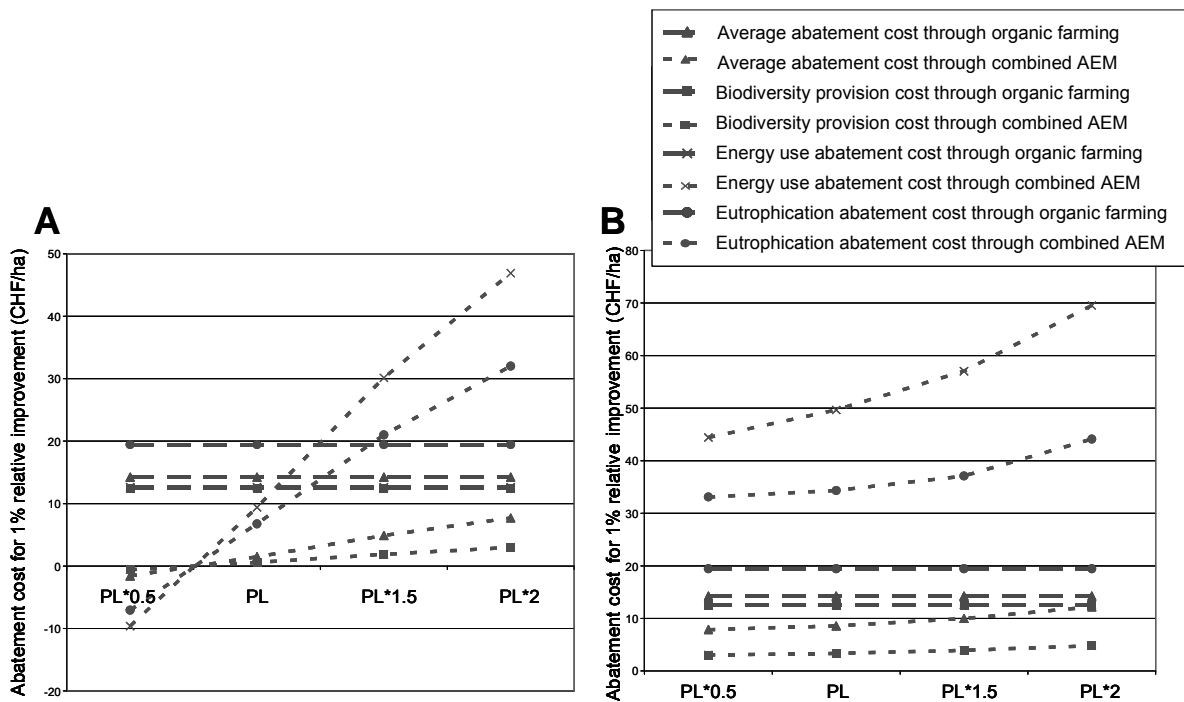 Average abatement cost through organic farming
Average abatement cost through combined AEM
Biodiversity provision cost through organic farming
Biodiversity provision cost through combined AEM
Energy use abatement cost through organic farming
Energy use abatement cost through combined AEM
Eutrophication abatement cost through organic farming
Eutrophication abatement cost through combined AEM
A
Abatement cost for 1% relative improvement (CHF/ha)
50
40
30
20
10
0
-10
-20
PL*0.5 PL PL*1.5 PL*2
B
Abatement cost for 1% relative improvement (CHF/ha)
80
70
60
50
40
30
20
10
0
PL*0.5 PL PL*1.5 PL*2